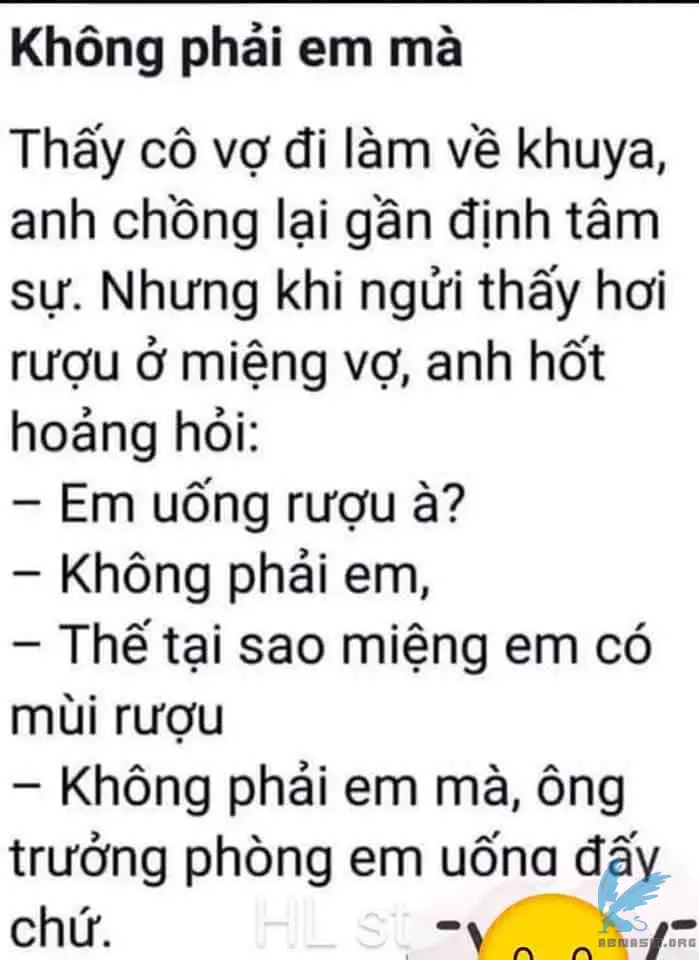 Không phải em mà
Thấy cô vợ đi làm về khuya,
anh chồng lại gần định tâm
sự. Nhưng khi ngửi thấy hơi
rượu ở miệng vợ, anh hốt
hoảng hỏi:
– Em uống rượu à?
– Không phải em,
– Thế tại sao miệng em có
mùi rượu
– Không phải em mà, ông
trưởng phòng em uống đấy
chứ.
HL st
ABNASIA.ORG